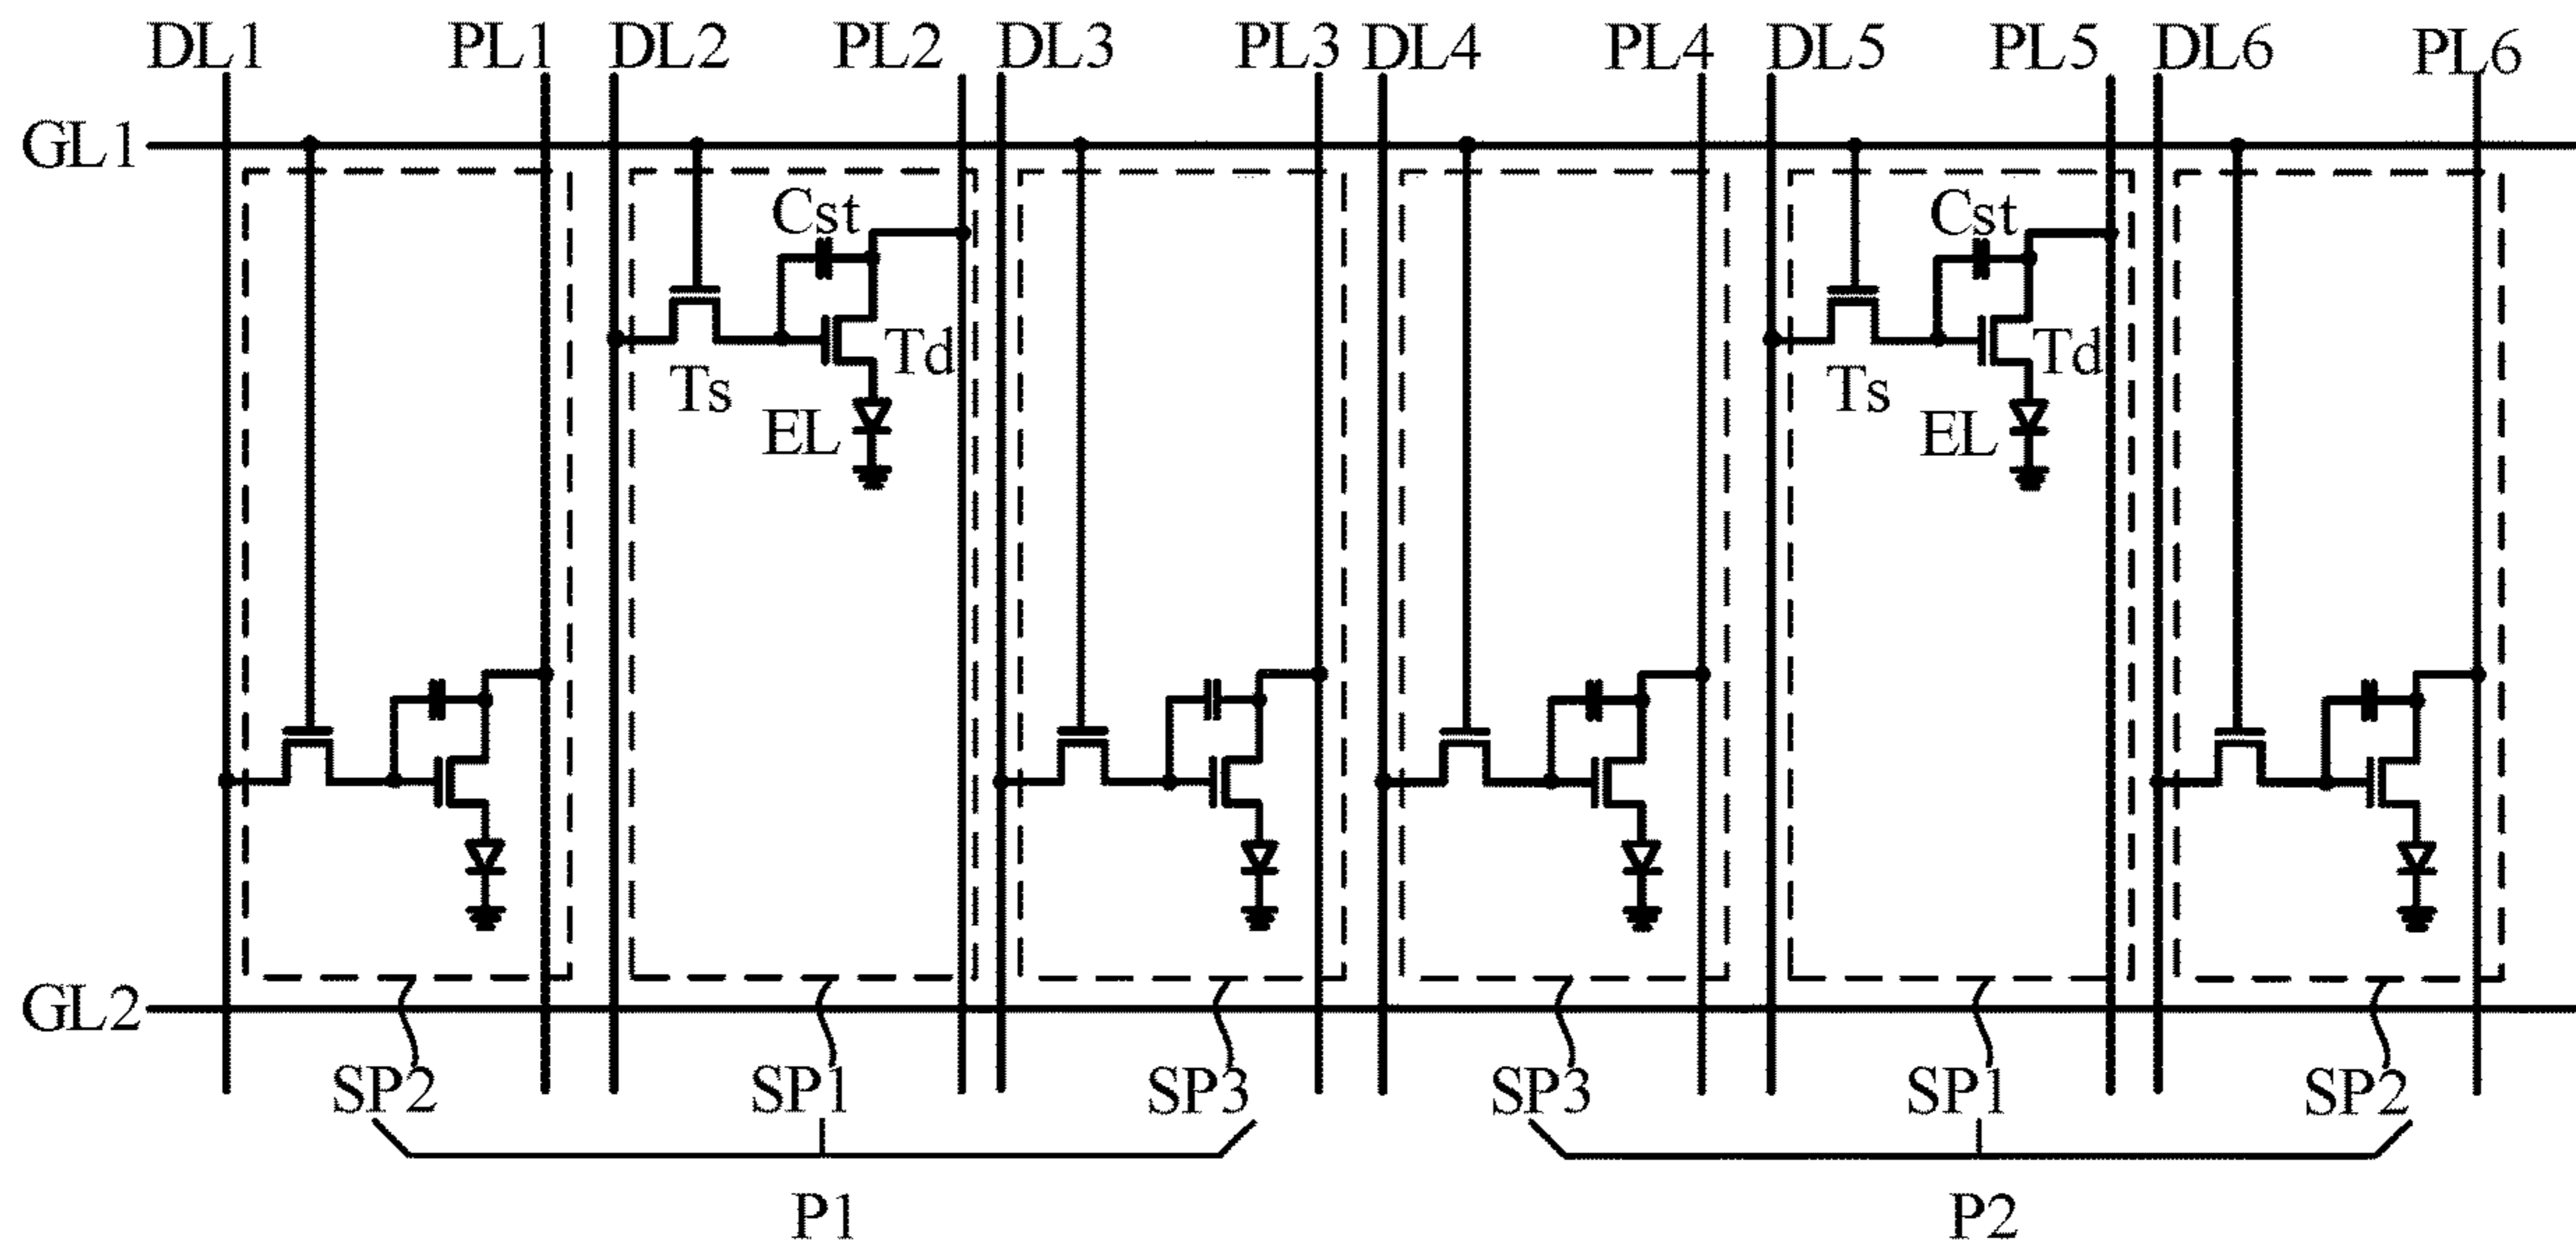 DL1 PL1 DL2 PL2 DL3 PL3 DL4 PL4 DL5 PL5 DL6 PL6
GL1
Cst Cst
Td Td
Ts Ts
EL EL
GL2
SP2 SP1 SP3 SP3 SP1 SP2
P1 P2